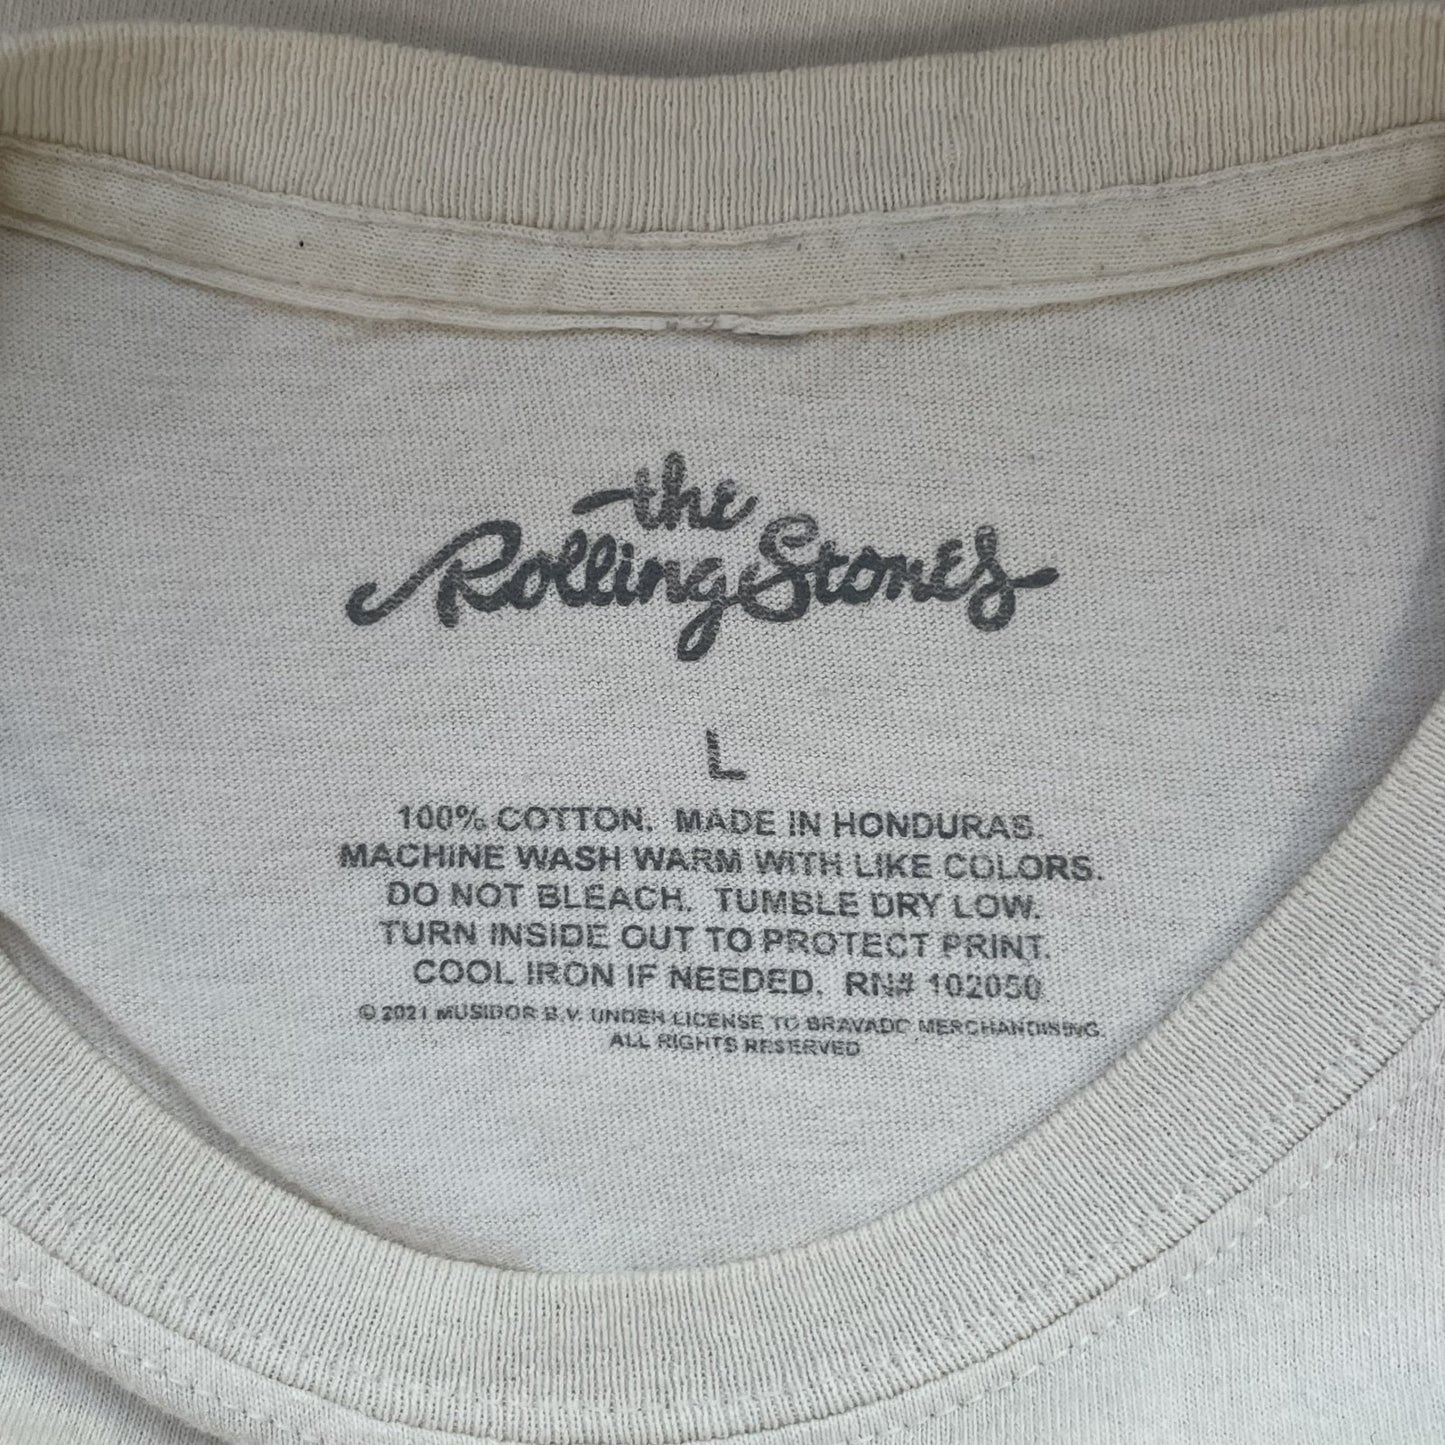 the
Rolling Stones
L
100% COTTON. MADE IN HONDURAS.
MACHINE WASH WARM WITH LIKE COLORS.
DO NOT BLEACH. TUMBLE DRY LOW.
TURN INSIDE OUT TO PROTECT PRINT.
COOL IRON IF NEEDED. RN# 102050
© 2021 MUSIDOR B.V. UNDER LICENSE TO BRAVADO MERCHANDISING.
ALL RIGHTS RESERVED